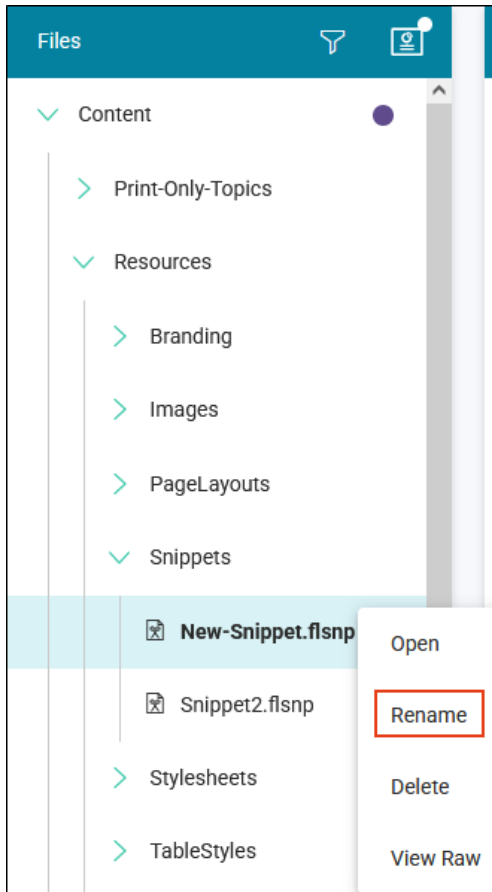 Files
Content
Print-Only-Topics
Resources
Branding
Images
PageLayouts
Snippets
New-Snippet.flsnp
Open
Rename
Snippet2.flsnp
Delete
Stylesheets
View Raw
TableStyles